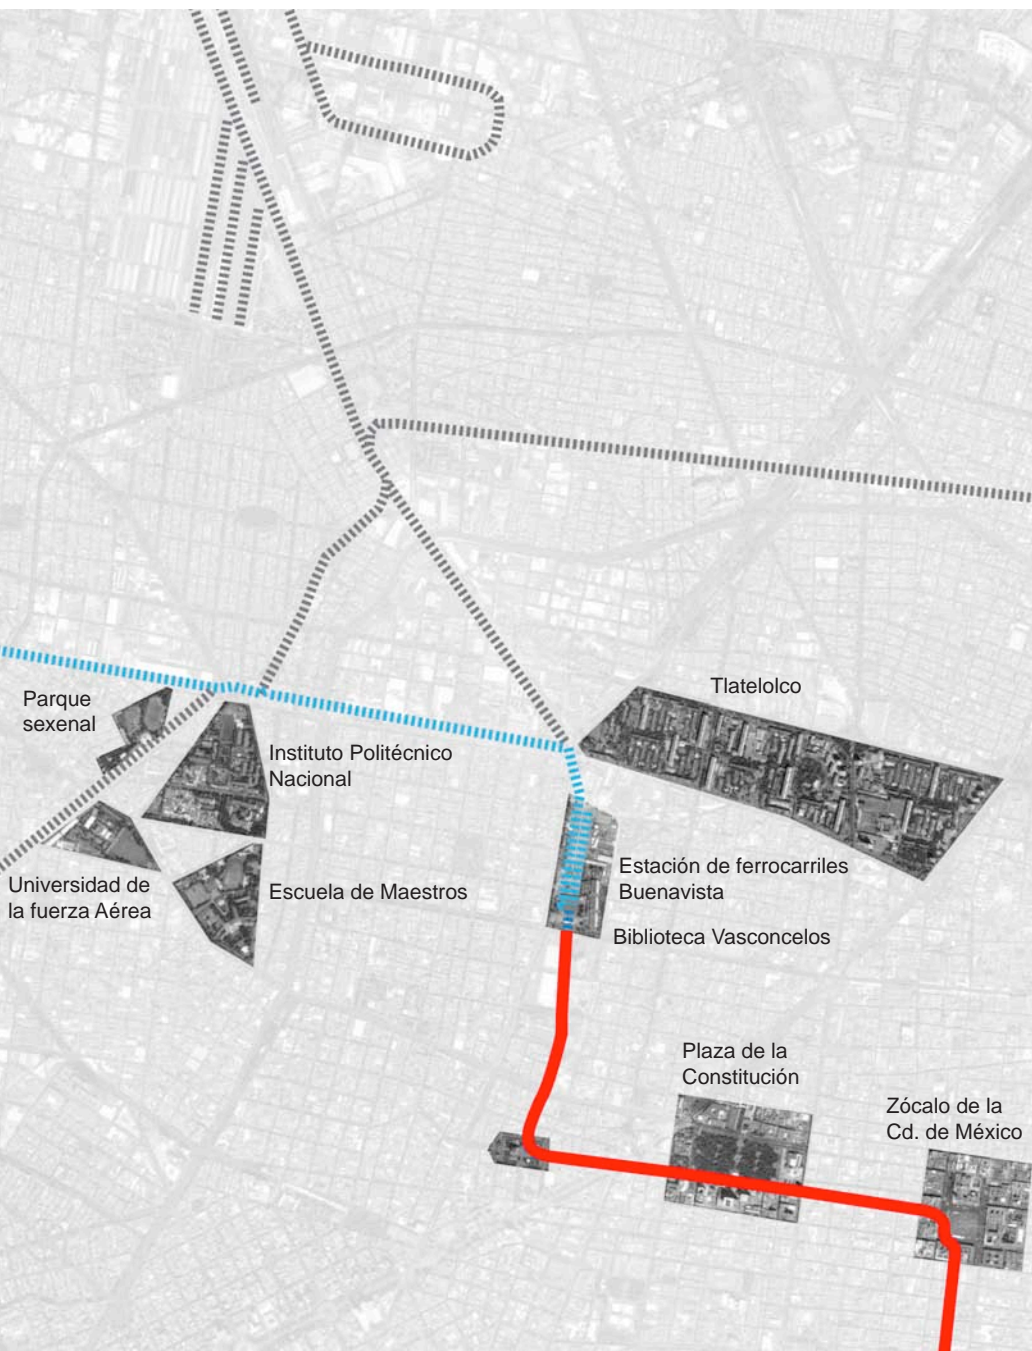 Parque
sexenal
Tlatelolco
Instituto Politécnico
Nacional
Universidad de
la fuerza Aérea
Escuela de Maestros
Estación de ferrocarriles
Buenavista
Biblioteca Vasconcelos
Plaza de la
Constitución
Zócalo de la
Cd. de México